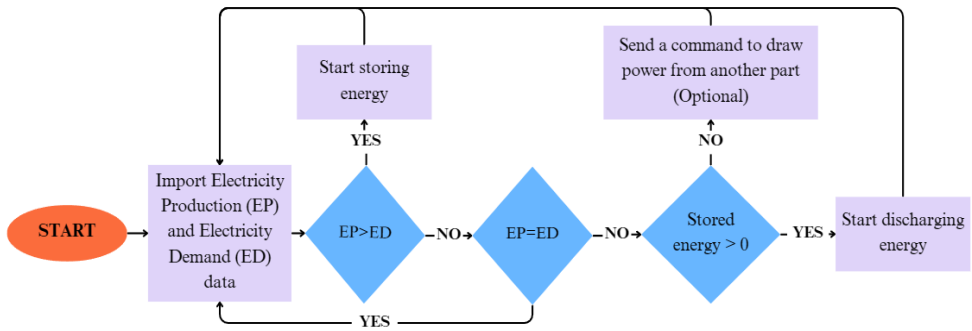 Start storing
energy
Send a command to draw
power from another part
(Optional)
YES
NO
START
Import Electricity
Production (EP)
and Electricity
Demand (ED)
data
EP>ED
NO
EP=ED
NO
Stored
energy > 0
YES
Start discharging
energy
YES